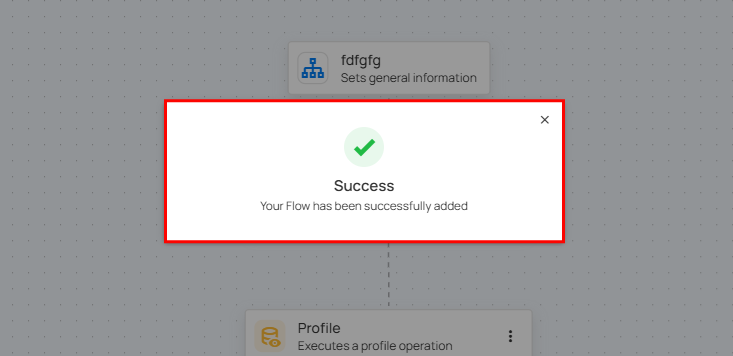 fdfgfg
Sets general information
Success
Your Flow has been successfully added
Profile
Executes a profile operation